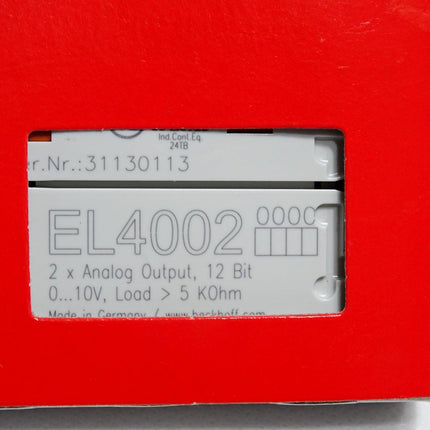 Ind.Cont.Eq.
24TB
er.Nr.:31130113
EL4002
2 x Analog Output, 12 Bit
0...10V, Load > 5 KOhm
Made in Germany / www.beckhoff.com